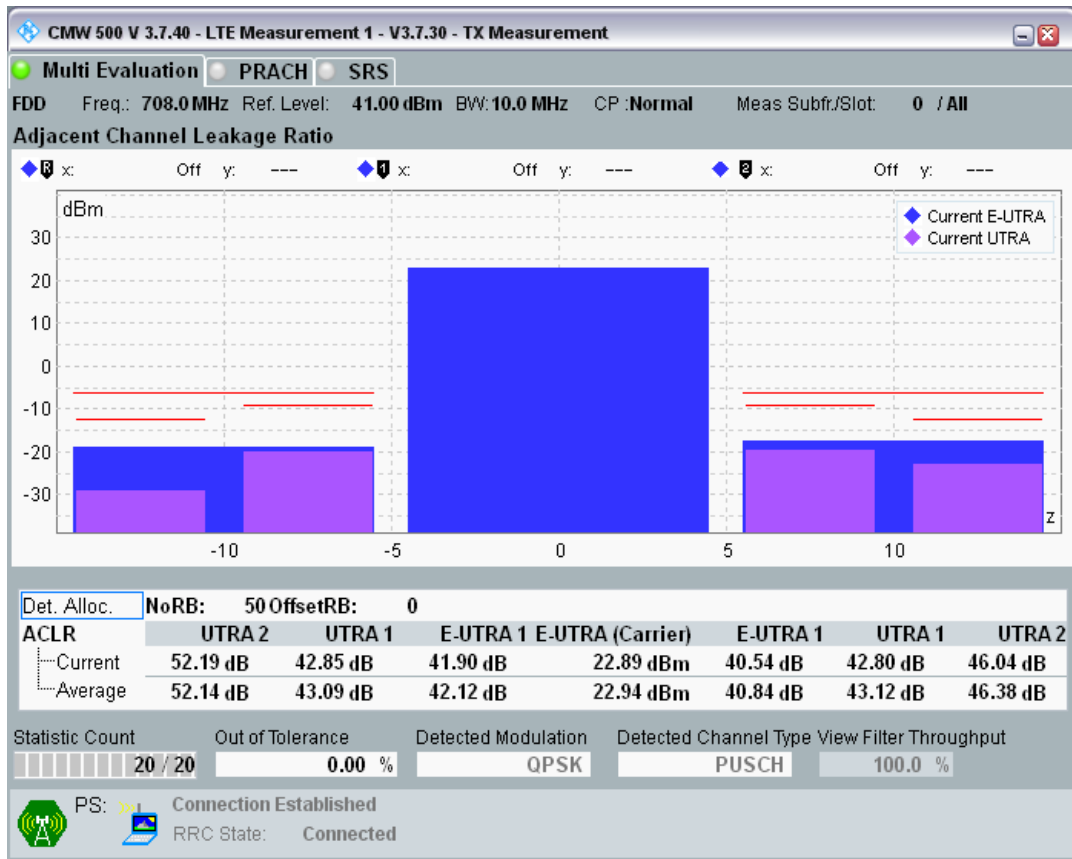 CMW 500 V 3.7.40 - LTE Measurement 1 - V3.7.30 - TX Measurement
Multi Evaluation PRACH SRS
FDD Freq.: 708.0 MHz Ref. Level: 41.00 dBm BW: 10.0 MHz CP :Normal Meas Subfr./Slot: 0 / All
Adjacent Channel Leakage Ratio
R x: Off y: --- 1 x: Off y: --- 2 x: Off y: ---
dBm
Current E-UTRA
Current UTRA
30
20
10
0
-10
-20
-30
z
-10 -5 0 5 10
Det. Alloc. NoRB: 50 OffsetRB: 0
ACLR UTRA 2 UTRA 1 E-UTRA 1 E-UTRA (Carrier) E-UTRA 1 UTRA 1 UTRA 2
Current 52.19 dB 42.85 dB 41.90 dB 22.89 dBm 40.54 dB 42.80 dB 46.04 dB
Average 52.14 dB 43.09 dB 42.12 dB 22.94 dBm 40.84 dB 43.12 dB 46.38 dB
Statistic Count Out of Tolerance Detected Modulation Detected Channel Type View Filter Throughput
20 / 20 0.00 % QPSK PUSCH 100.0 %
PS: Connection Established
RRC State: Connected